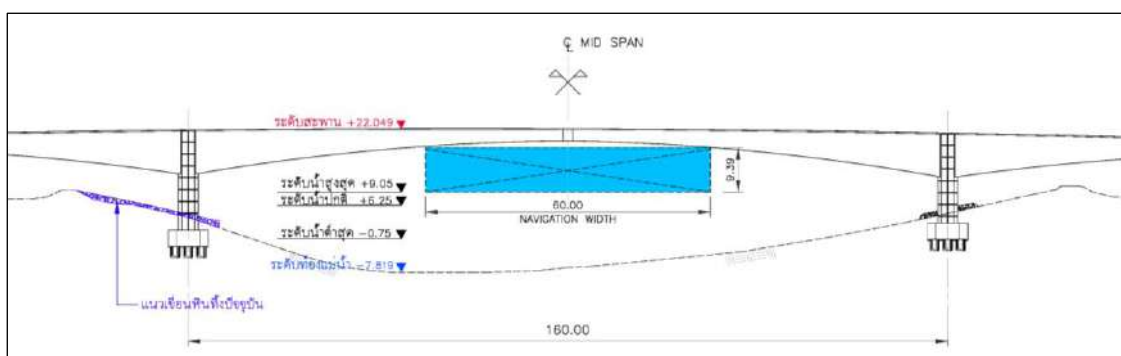 ℄ MID SPAN
ระดับสะพาน +22.049
ระดับน้ำสูงสุด +9.05
ระดับน้ำปกติ +6.25
9.39
60.00
NAVIGATION WIDTH
ระดับน้ำต่ำสุด -0.75
ระดับท้องแม่น้ำ -7.819
แนวเขื่อนหินทิ้งปัจจุบัน
160.00